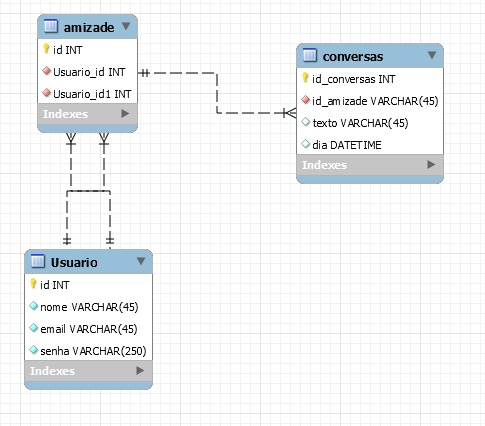 amizade
id INT
Usuario_id INT
Usuario_id1 INT
Indexes
conversas
id_conversas INT
id_amizade VARCHAR(45)
texto VARCHAR(45)
dia DATETIME
Indexes
Usuario
id INT
nome VARCHAR(45)
email VARCHAR(45)
senha VARCHAR(250)
Indexes